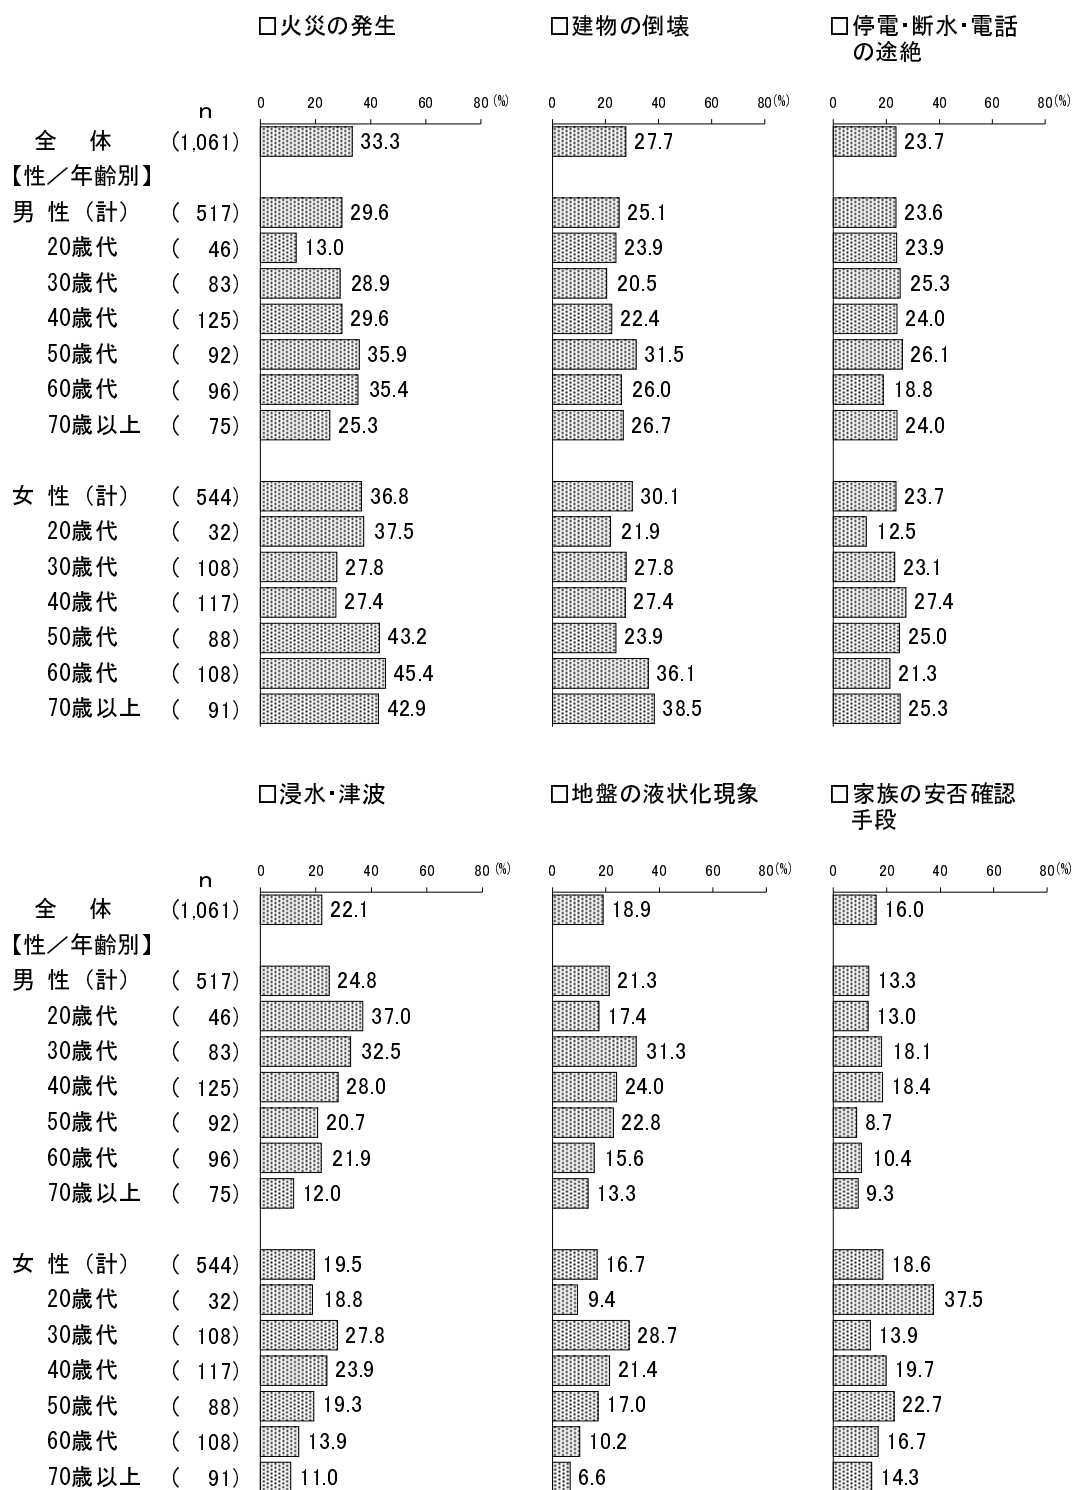 □火災の発生 □建物の倒壊 □停電・断水・電話
の途絶
n 0 20 40 60 80(%) 0 20 40 60 80(%) 0 20 40 60 80(%)
全 体 (1,061) 33.3 27.7 23.7
【性／年齢別】
男 性（計） ( 517) 29.6 25.1 23.6
20歳代 ( 46) 13.0 23.9 23.9
30歳代 ( 83) 28.9 20.5 25.3
40歳代 ( 125) 29.6 22.4 24.0
50歳代 ( 92) 35.9 31.5 26.1
60歳代 ( 96) 35.4 26.0 18.8
70歳以上 ( 75) 25.3 26.7 24.0
女 性（計） ( 544) 36.8 30.1 23.7
20歳代 ( 32) 37.5 21.9 12.5
30歳代 ( 108) 27.8 27.8 23.1
40歳代 ( 117) 27.4 27.4 27.4
50歳代 ( 88) 43.2 23.9 25.0
60歳代 ( 108) 45.4 36.1 21.3
70歳以上 ( 91) 42.9 38.5 25.3
□浸水・津波 □地盤の液状化現象 □家族の安否確認
手段
n 0 20 40 60 80(%) 0 20 40 60 80(%) 0 20 40 60 80(%)
全 体 (1,061) 22.1 18.9 16.0
【性／年齢別】
男 性（計） ( 517) 24.8 21.3 13.3
20歳代 ( 46) 37.0 17.4 13.0
30歳代 ( 83) 32.5 31.3 18.1
40歳代 ( 125) 28.0 24.0 18.4
50歳代 ( 92) 20.7 22.8 8.7
60歳代 ( 96) 21.9 15.6 10.4
70歳以上 ( 75) 12.0 13.3 9.3
女 性（計） ( 544) 19.5 16.7 18.6
20歳代 ( 32) 18.8 9.4 37.5
30歳代 ( 108) 27.8 28.7 13.9
40歳代 ( 117) 23.9 21.4 19.7
50歳代 ( 88) 19.3 17.0 22.7
60歳代 ( 108) 13.9 10.2 16.7
70歳以上 ( 91) 11.0 6.6 14.3